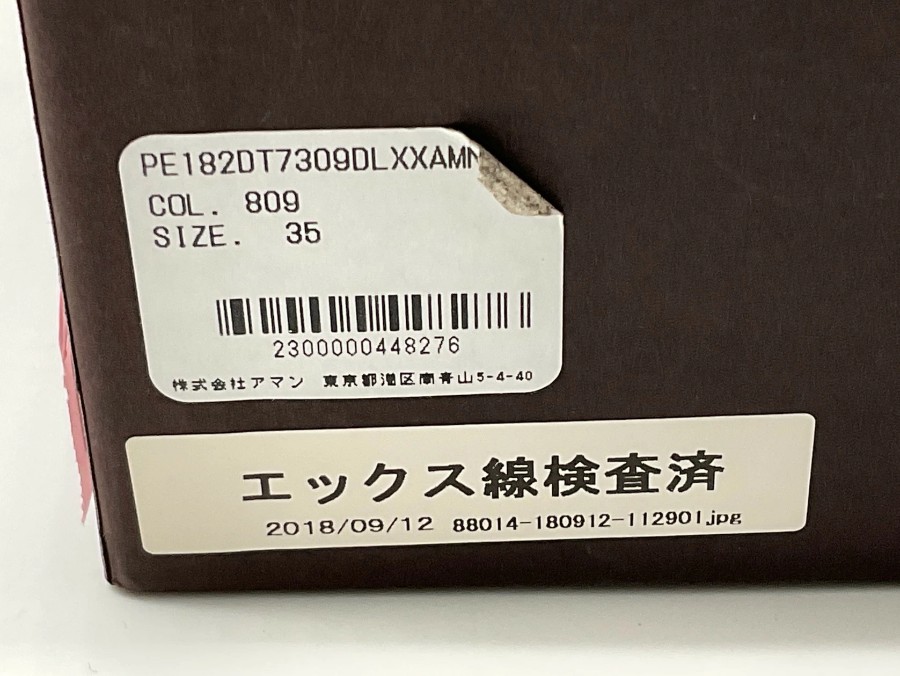 PE182DT7309DLXXAMN
COL. 809
SIZE. 35
2300000448276
株式会社アマン 東京都港区南青山5-4-40
エックス線検査済
2018/09/12 88014-180912-112901.jpg